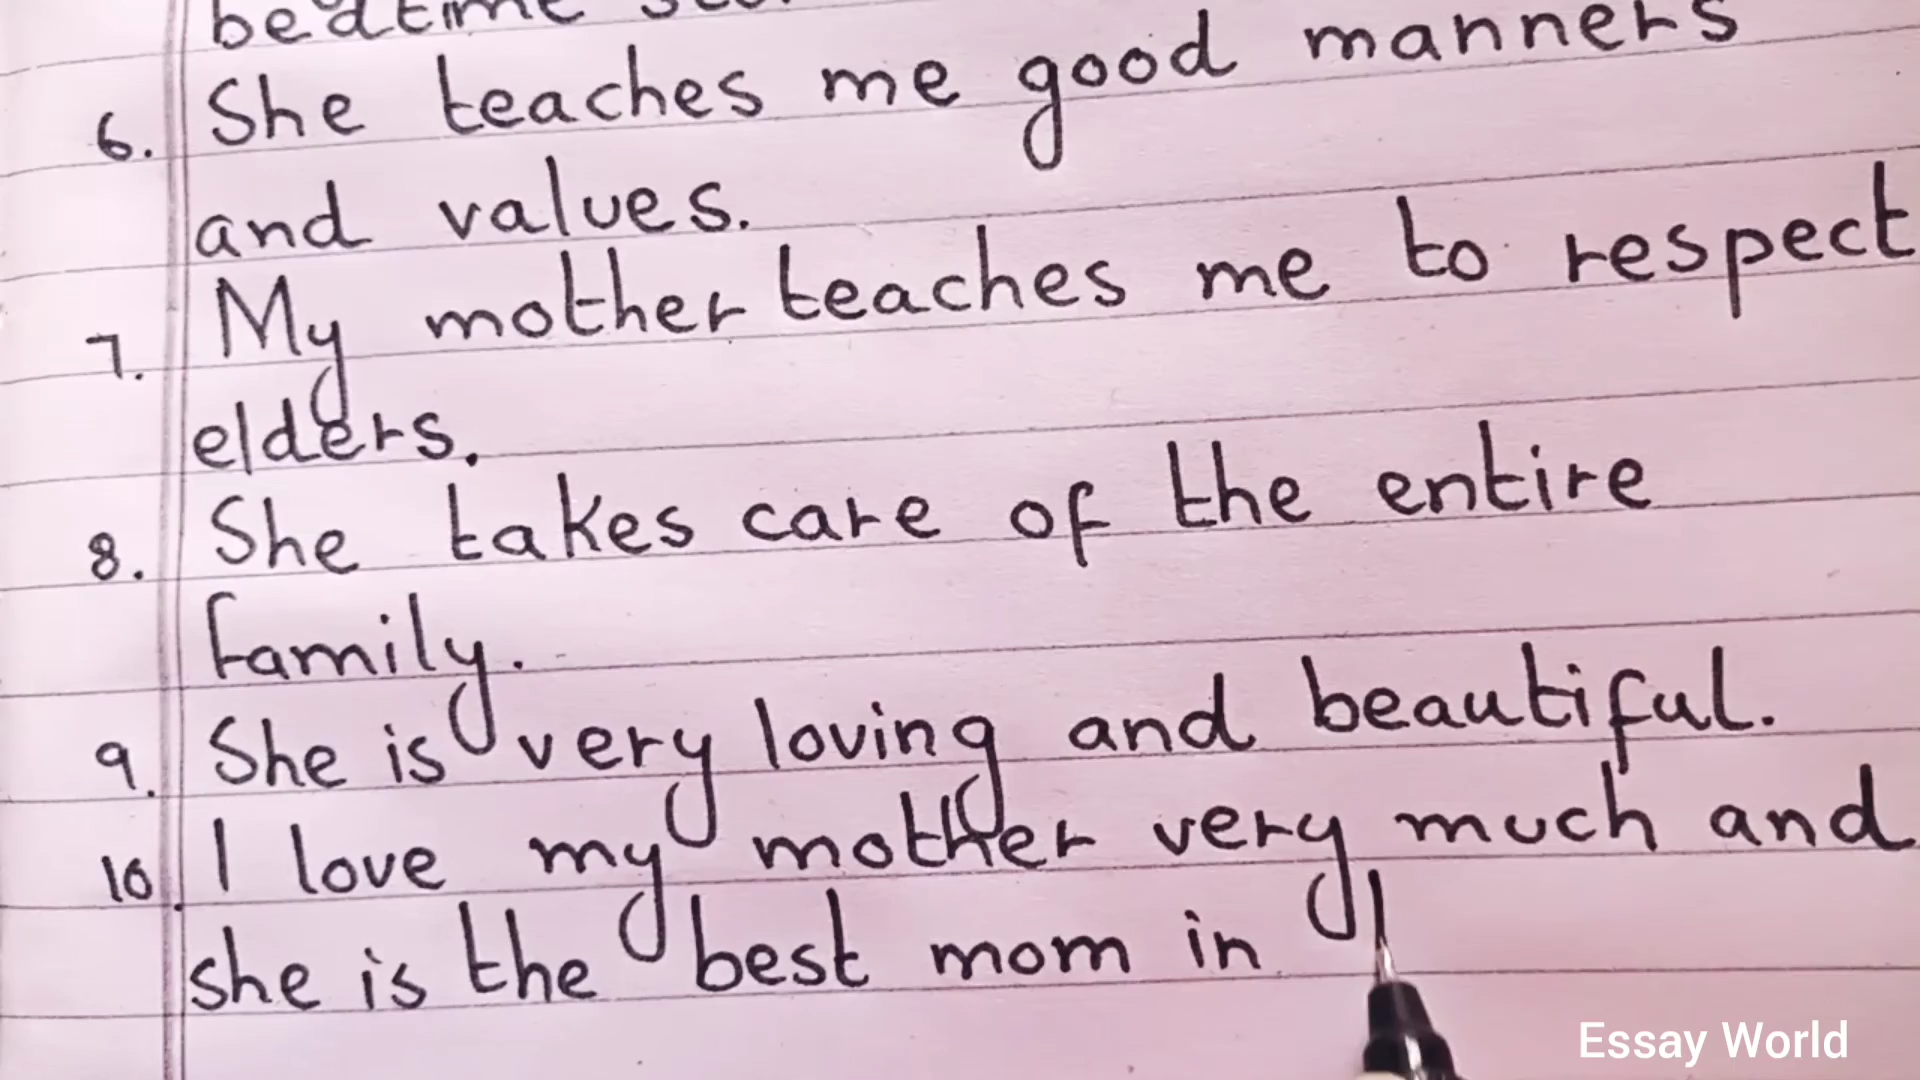 bedtime
6. She teaches me good manners
and values.
7. My mother teaches me to respect
elders.
8. She takes care of the entire
family.
9. She is very loving and beautiful.
10. I love my mother very much and
she is the best mom in
Essay World